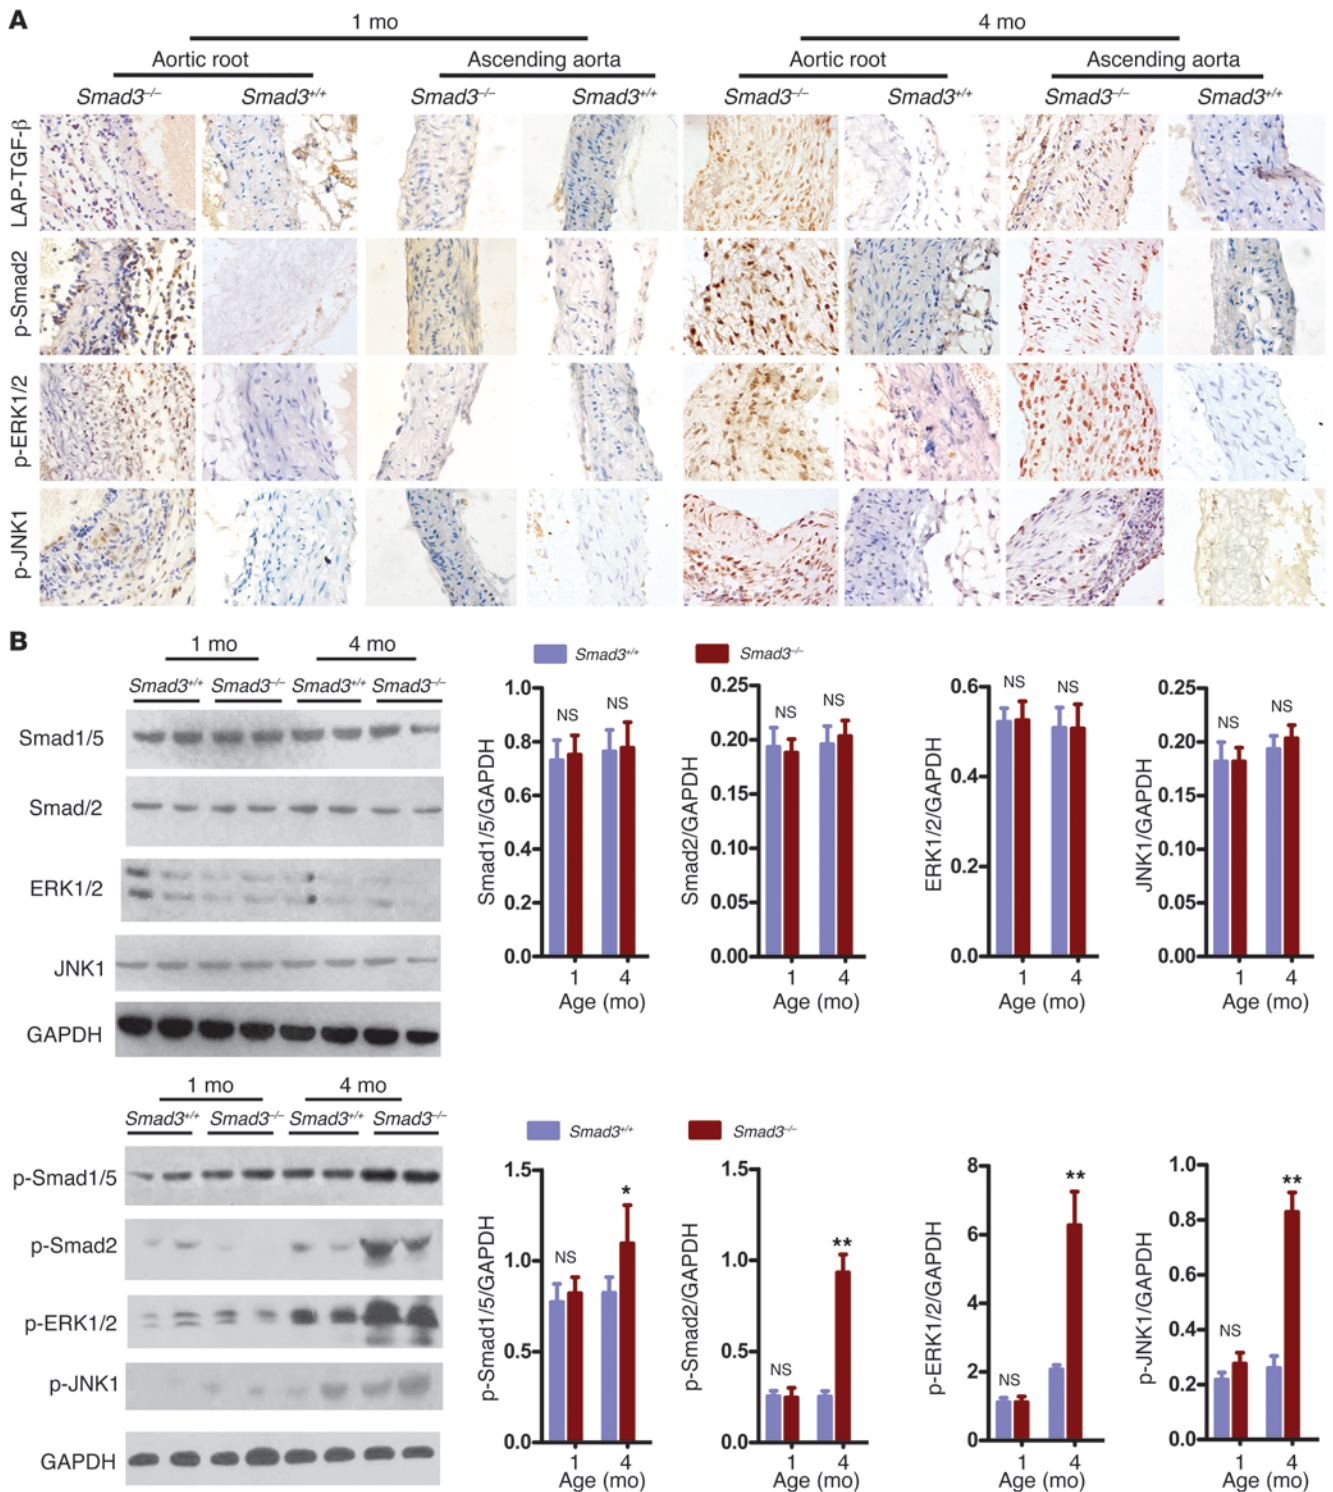 A
1 mo 4 mo
Aortic root Ascending aorta Aortic root Ascending aorta
Smad3–/– Smad3+/+ Smad3–/– Smad3+/+ Smad3–/– Smad3+/+ Smad3–/– Smad3+/+
LAP-TGF-β
p-Smad2
p-ERK1/2
p-JNK1
B
1 mo 4 mo
Smad3+/+ Smad3–/– Smad3+/+ Smad3–/–
Smad1/5
Smad/2
ERK1/2
JNK1
GAPDH
Smad3+/+ Smad3–/–
Smad1/5/GAPDH
1.0
0.8
0.6
0.4
0.2
0.0
NS NS
1 4
Age (mo)
Smad2/GAPDH
0.25
0.20
0.15
0.10
0.05
0.00
NS NS
1 4
Age (mo)
ERK1/2/GAPDH
0.6
0.4
0.2
0.0
NS NS
1 4
Age (mo)
JNK1/GAPDH
0.25
0.20
0.15
0.10
0.05
0.00
NS NS
1 4
Age (mo)
1 mo 4 mo
Smad3+/+ Smad3–/– Smad3+/+ Smad3–/–
p-Smad1/5
p-Smad2
p-ERK1/2
p-JNK1
GAPDH
Smad3+/+ Smad3–/–
p-Smad1/5/GAPDH
1.5
1.0
0.5
0.0
NS *
1 4
Age (mo)
p-Smad2/GAPDH
1.5
1.0
0.5
0.0
NS **
1 4
Age (mo)
p-ERK1/2/GAPDH
8
6
4
2
0
NS **
1 4
Age (mo)
p-JNK1/GAPDH
1.0
0.8
0.6
0.4
0.2
0.0
NS **
1 4
Age (mo)